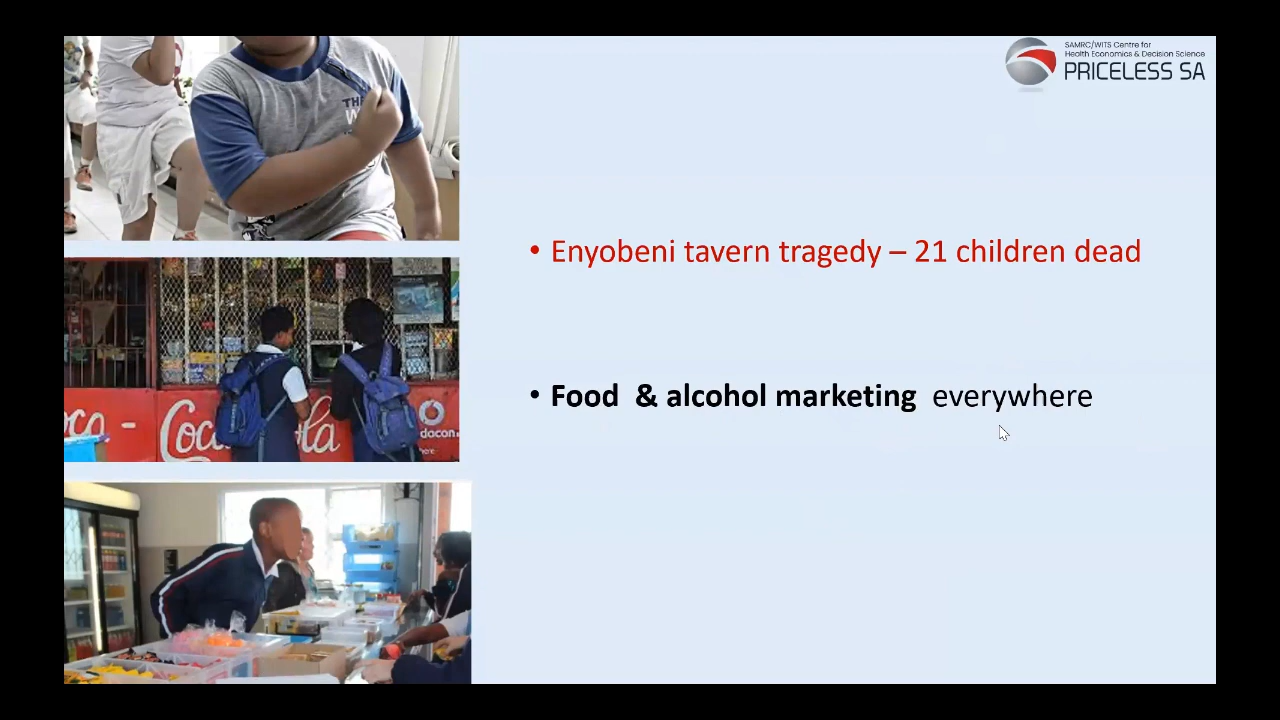 SAMRC/WITS Centre for
Health Economics & Decision Science
PRICELESS SA
THE
• Enyobeni tavern tragedy – 21 children dead
• Food & alcohol marketing everywhere
Coca-Cola